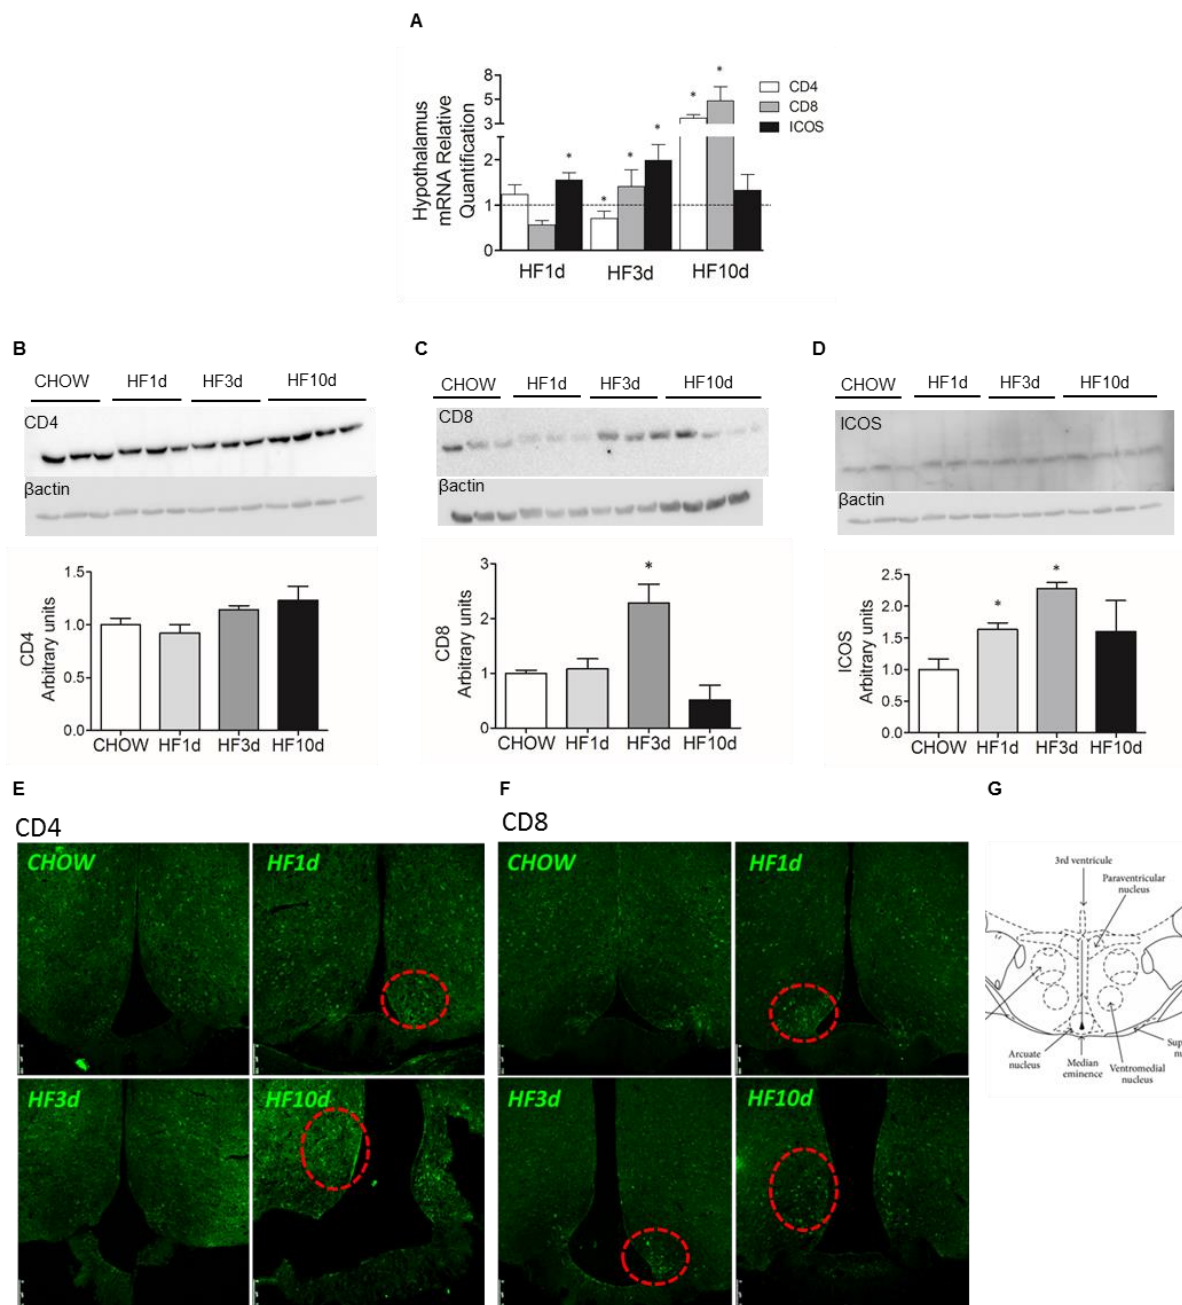 A
Hypothalamus
mRNA Relative
Quantification
8
5
3
2
1
0
* * * * * *
CD4
CD8
ICOS
HF1d HF3d HF10d
B
CHOW HF1d HF3d HF10d
CD4
βactin
CD4
Arbitrary units
1.5
1.0
0.5
0.0
CHOW HF1d HF3d HF10d
C
CHOW HF1d HF3d HF10d
CD8
βactin
CD8
Arbitrary units
3
2
1
0
*
CHOW HF1d HF3d HF10d
D
CHOW HF1d HF3d HF10d
ICOS
βactin
ICOS
Arbitrary units
2.5
2.0
1.5
1.0
0.5
0.0
* *
CHOW HF1d HF3d HF10d
E
CD4
CHOW HF1d
HF3d HF10d
F
CD8
CHOW HF1d
HF3d HF10d
G
3rd ventricule
Paraventricular
nucleus
Arcuate
nucleus
Median
eminence
Ventromedial
nucleus
Sup
nu